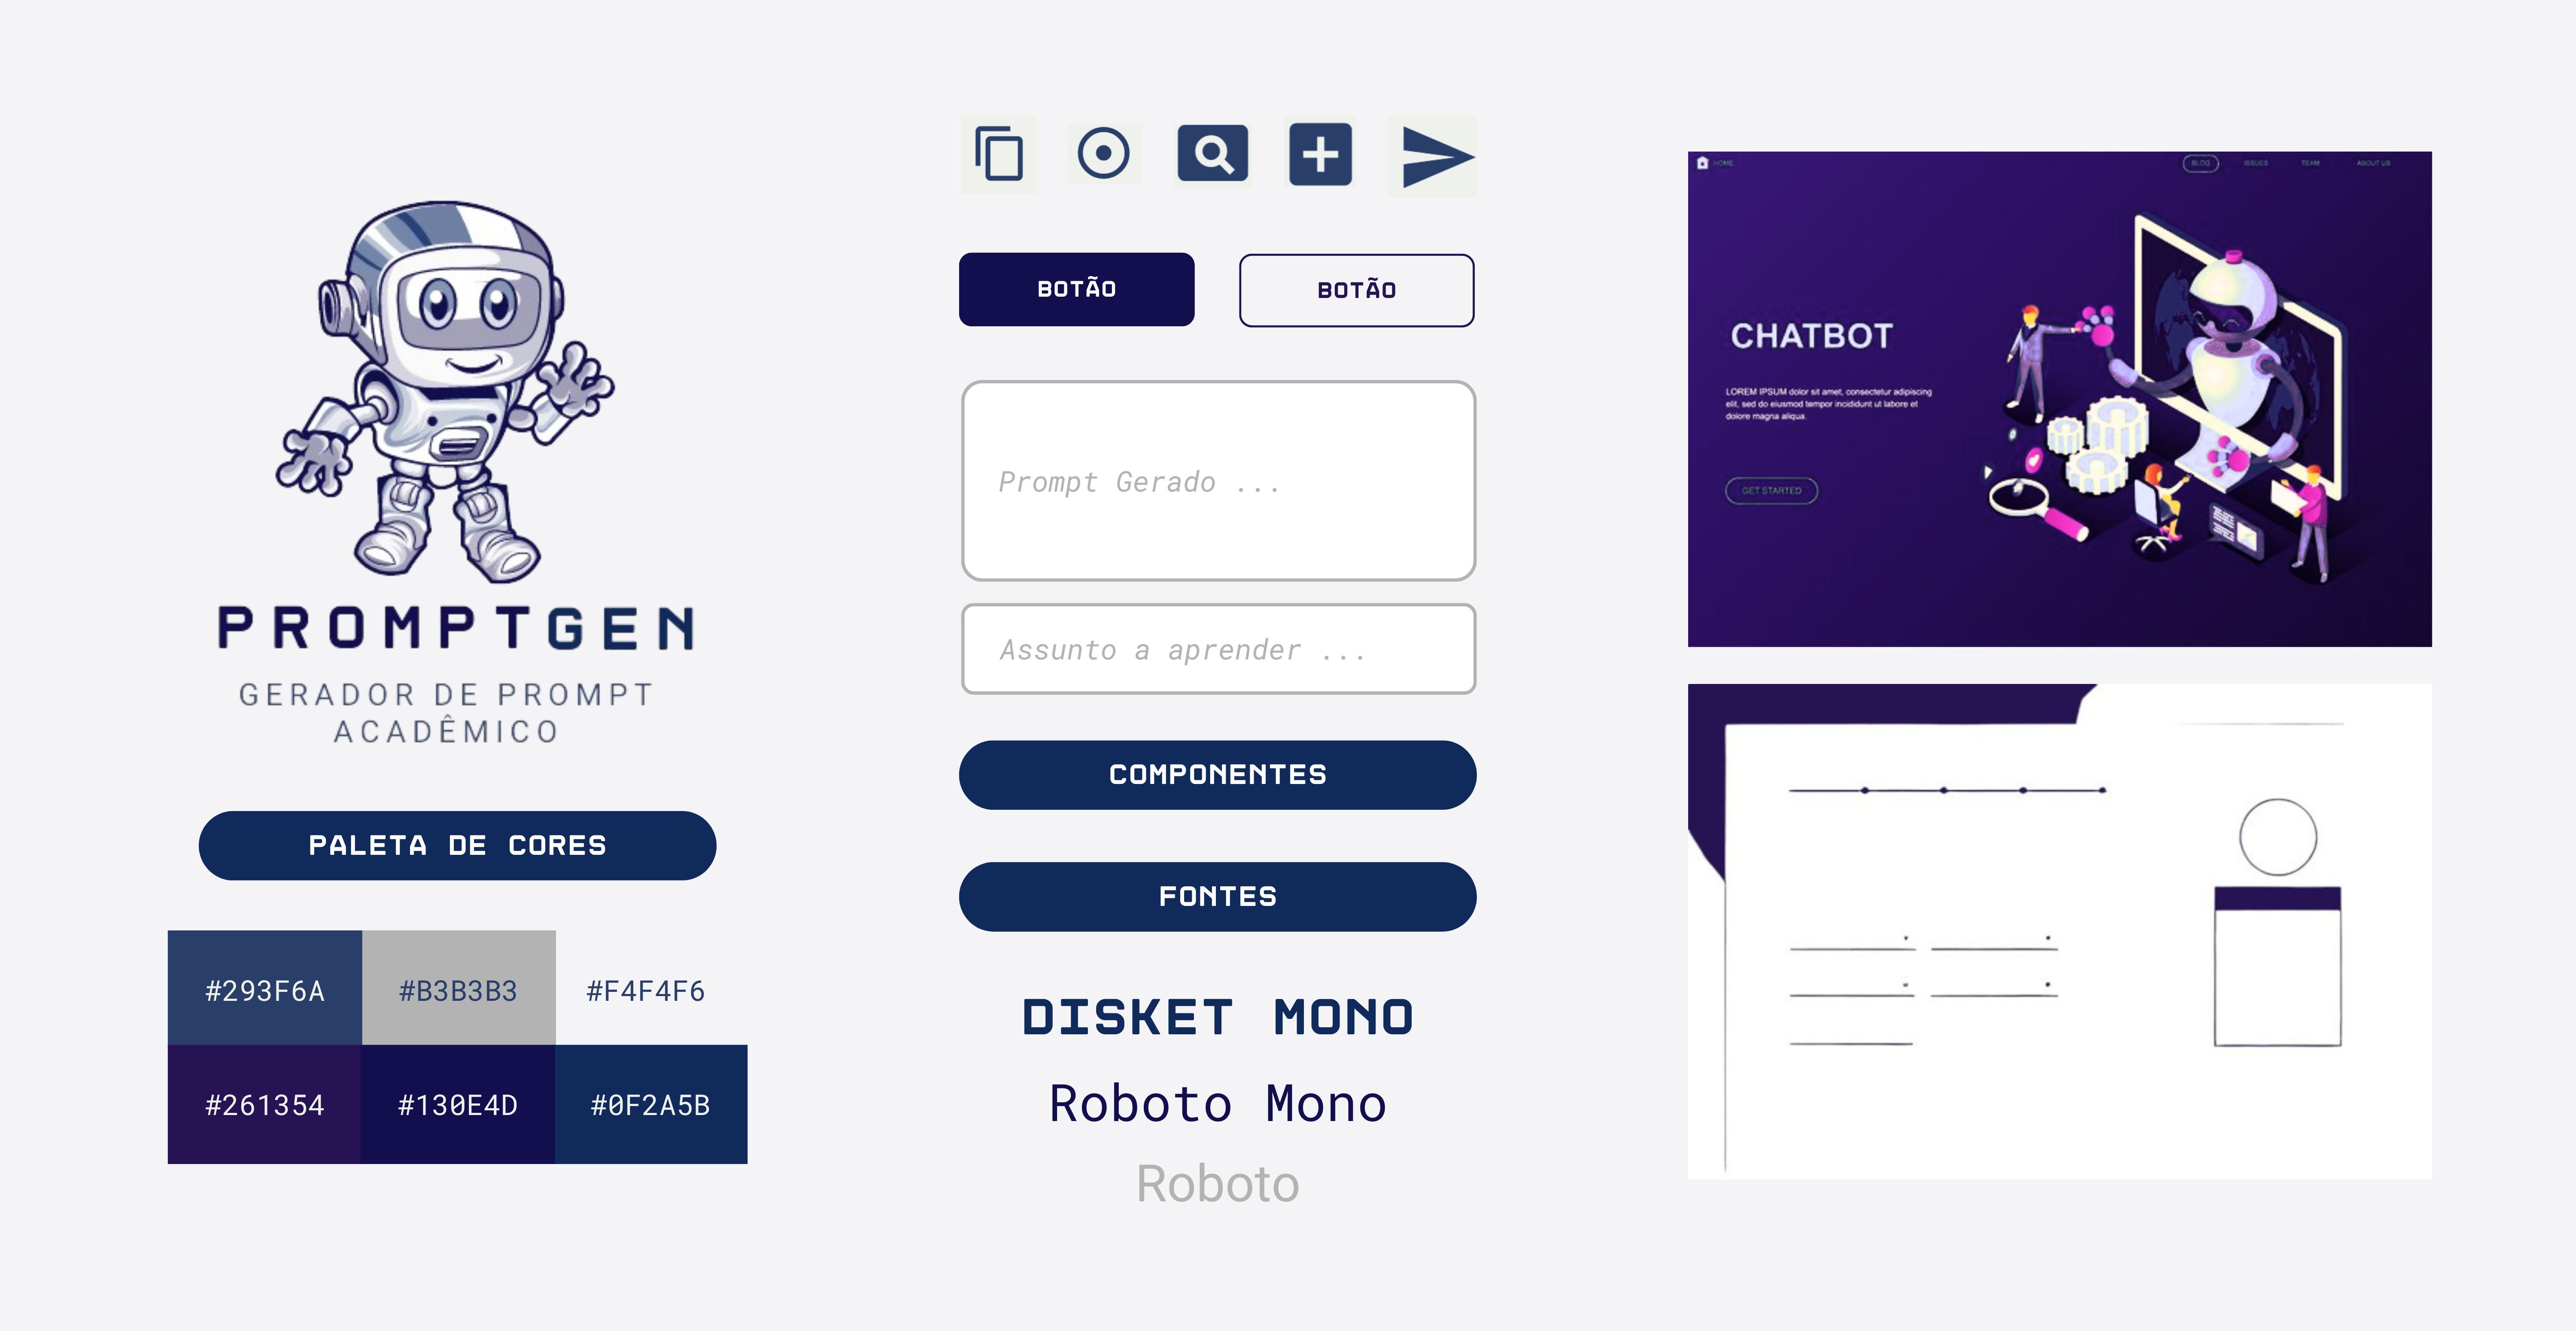 PROMPTGEN
GERADOR DE PROMPT
ACADÊMICO
PALETA DE CORES
#293F6A
#B3B3B3
#F4F4F6
#261354
#130E4D
#0F2A5B
BOTÃO
BOTÃO
Prompt Gerado ...
Assunto a aprender ...
COMPONENTES
FONTES
DISKET MONO
Roboto Mono
Roboto
HOME
BLOG
ISSUES
TEAM
ABOUT US
CHATBOT
LOREM IPSUM dolor sit amet, consectetur adipiscing
elit, sed do eiusmod tempor incididunt ut labore et
dolore magna aliqua.
GET STARTED